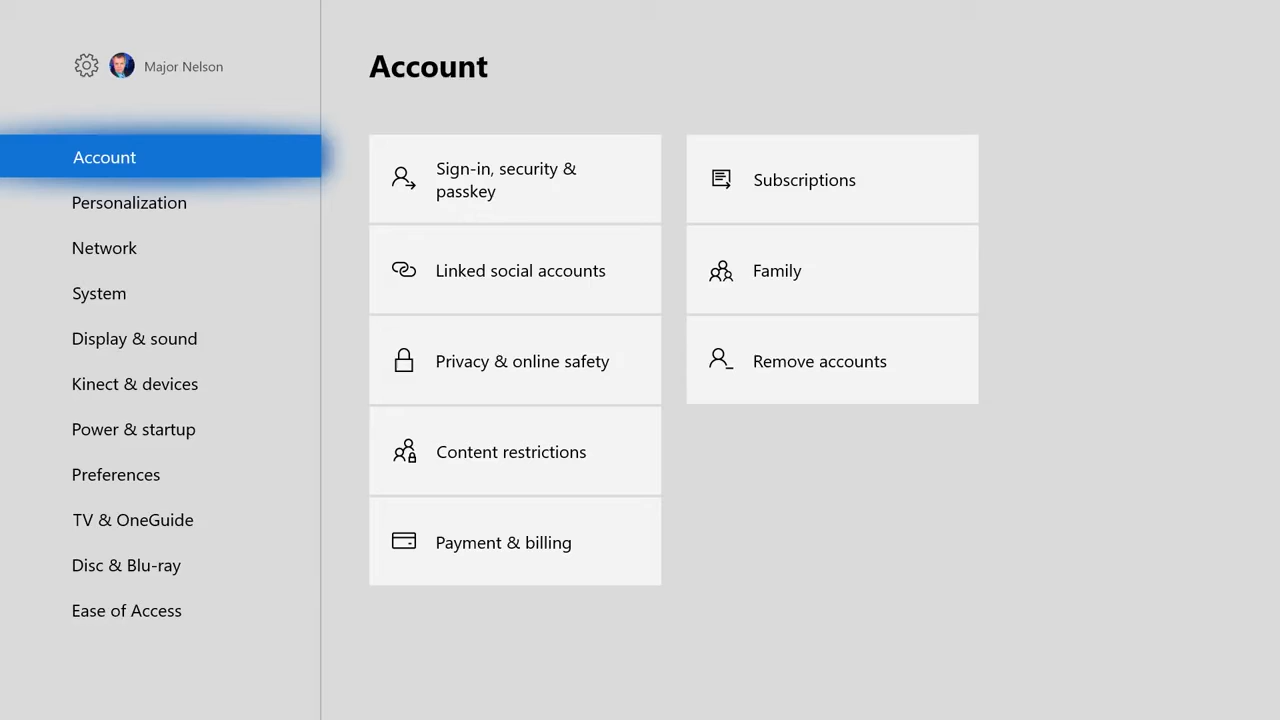 Major Nelson
Account
Personalization
Network
System
Display & sound
Kinect & devices
Power & startup
Preferences
TV & OneGuide
Disc & Blu-ray
Ease of Access
Account
Sign-in, security &
passkey
Linked social accounts
Privacy & online safety
Content restrictions
Payment & billing
Subscriptions
Family
Remove accounts